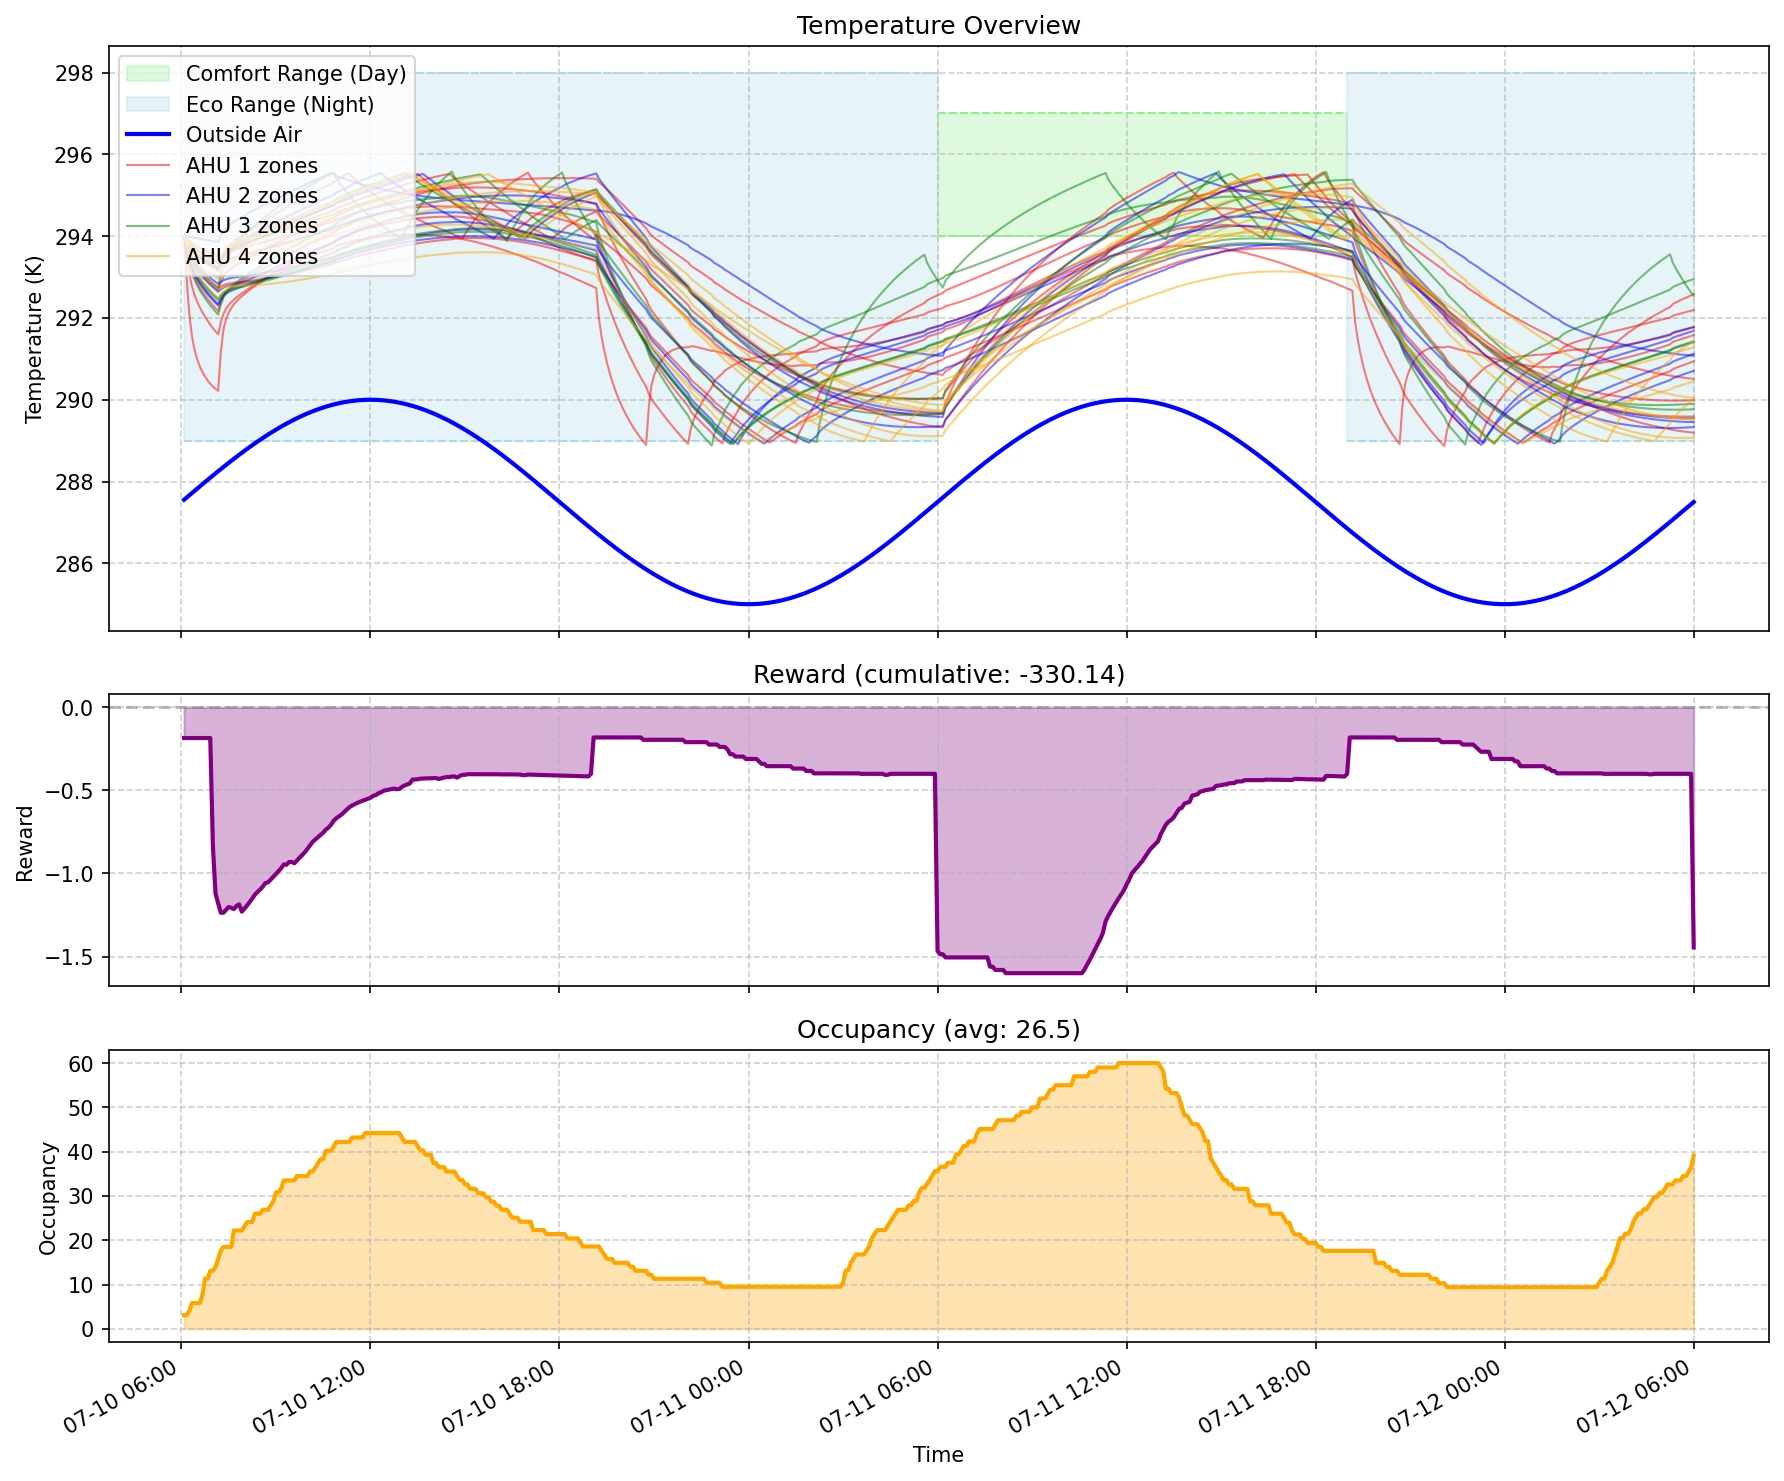 Temperature Overview
298
296
294
292
290
288
286
Temperature (K)
Comfort Range (Day)
Eco Range (Night)
Outside Air
AHU 1 zones
AHU 2 zones
AHU 3 zones
AHU 4 zones
Reward (cumulative: -330.14)
0.0
−0.5
−1.0
−1.5
Reward
Occupancy (avg: 26.5)
60
50
40
30
20
10
0
Occupancy
07-10 06:00
07-10 12:00
07-10 18:00
07-11 00:00
07-11 06:00
07-11 12:00
07-11 18:00
07-12 00:00
07-12 06:00
Time